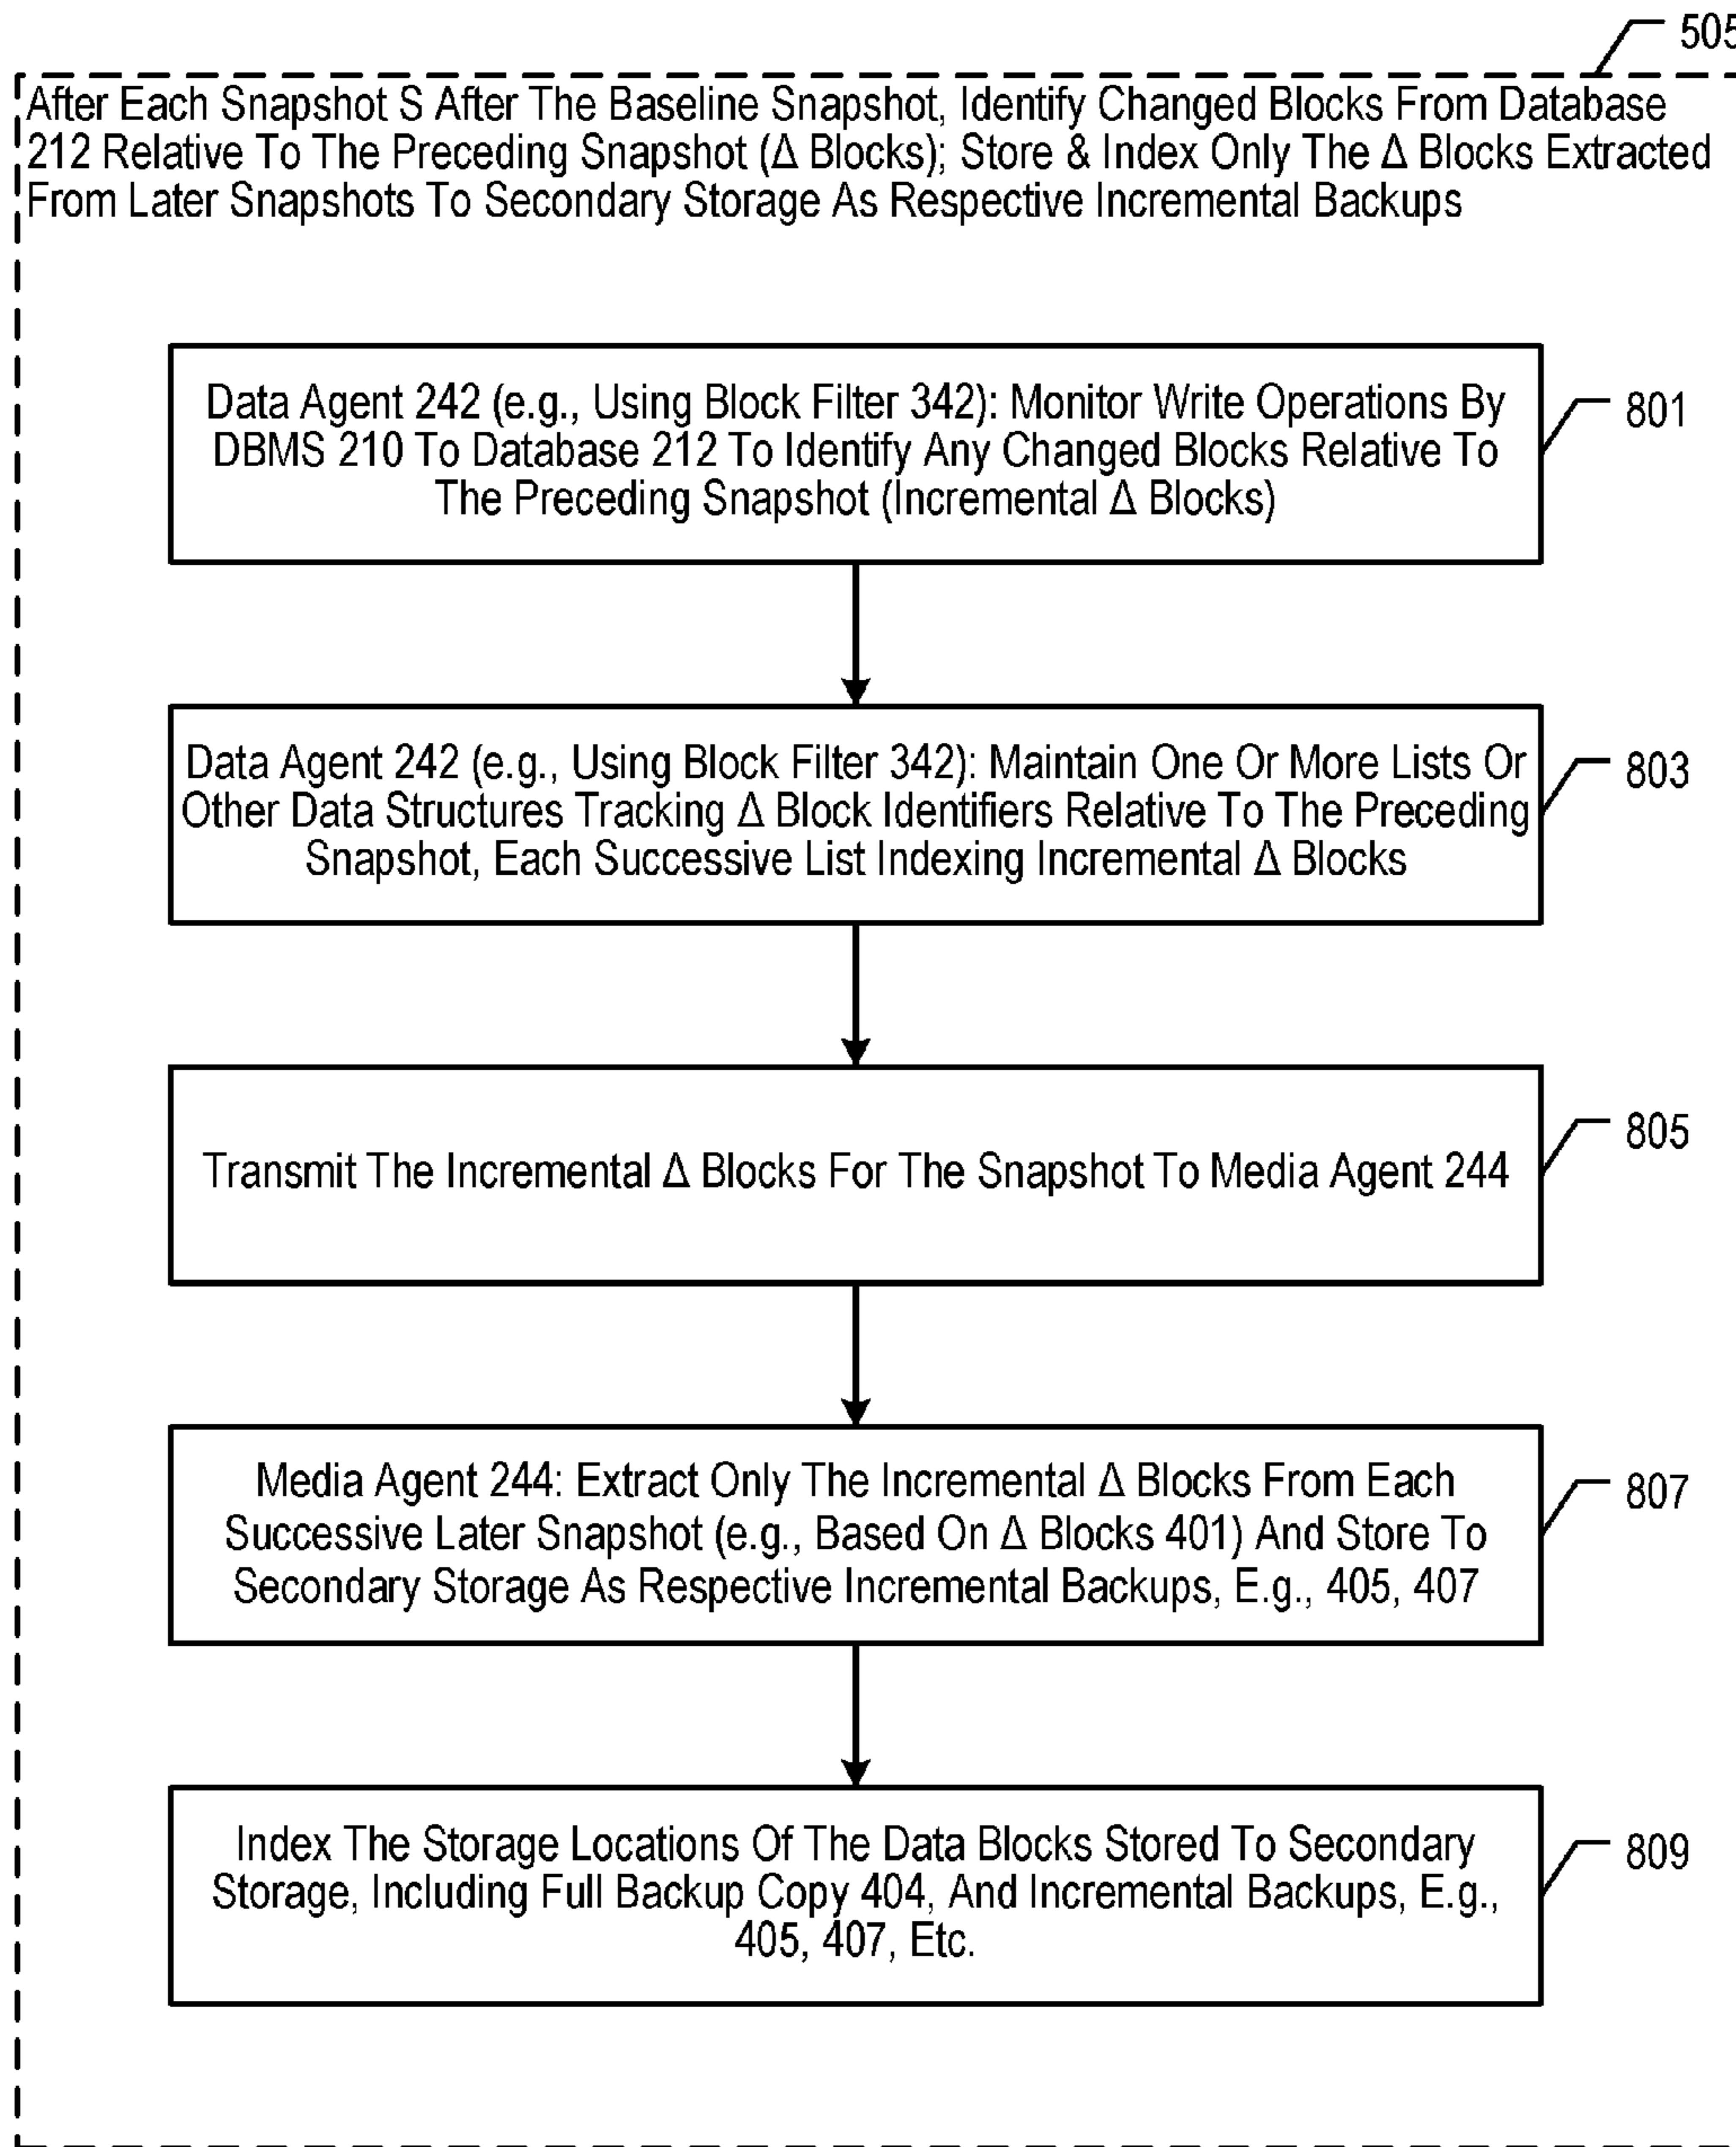 505
After Each Snapshot S After The Baseline Snapshot, Identify Changed Blocks From Database
212 Relative To The Preceding Snapshot (Δ Blocks); Store & Index Only The Δ Blocks Extracted
From Later Snapshots To Secondary Storage As Respective Incremental Backups
Data Agent 242 (e.g., Using Block Filter 342): Monitor Write Operations By
DBMS 210 To Database 212 To Identify Any Changed Blocks Relative To
The Preceding Snapshot (Incremental Δ Blocks)
801
Data Agent 242 (e.g., Using Block Filter 342): Maintain One Or More Lists Or
Other Data Structures Tracking Δ Block Identifiers Relative To The Preceding
Snapshot, Each Successive List Indexing Incremental Δ Blocks
803
Transmit The Incremental Δ Blocks For The Snapshot To Media Agent 244
805
Media Agent 244: Extract Only The Incremental Δ Blocks From Each
Successive Later Snapshot (e.g., Based On Δ Blocks 401) And Store To
Secondary Storage As Respective Incremental Backups, E.g., 405, 407
807
Index The Storage Locations Of The Data Blocks Stored To Secondary
Storage, Including Full Backup Copy 404, And Incremental Backups, E.g.,
405, 407, Etc.
809